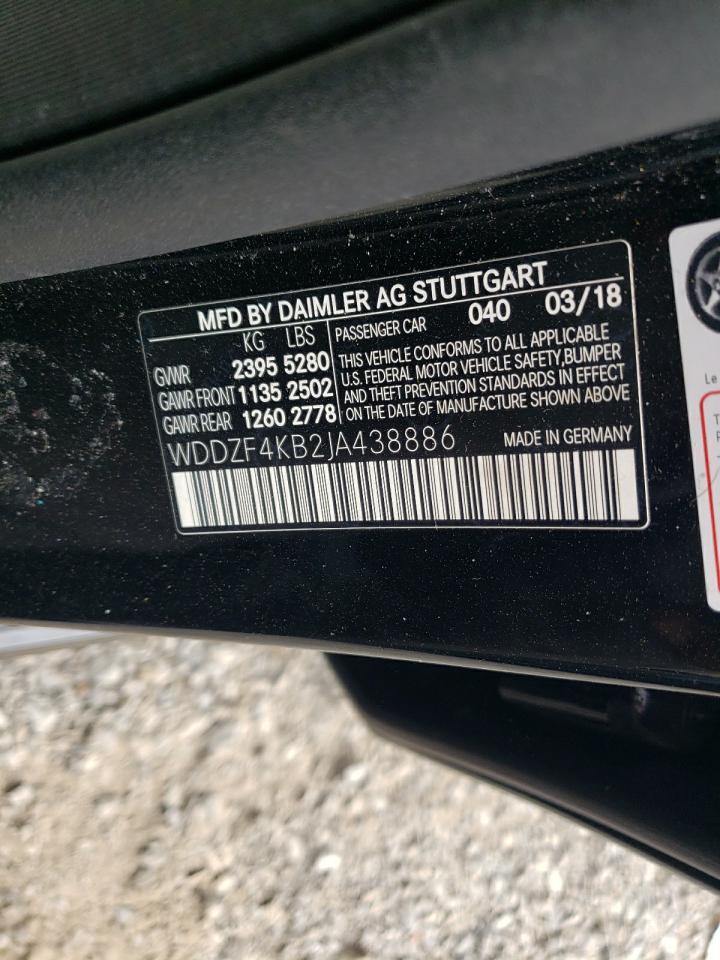 MFD BY DAIMLER AG STUTTGART
KG LBS
GVWR 2395 5280
GAWR FRONT 1135 2502
GAWR REAR 1260 2778
PASSENGER CAR 040 03/18
THIS VEHICLE CONFORMS TO ALL APPLICABLE
U.S. FEDERAL MOTOR VEHICLE SAFETY,BUMPER
AND THEFT PREVENTION STANDARDS IN EFFECT
ON THE DATE OF MANUFACTURE SHOWN ABOVE
WDDZF4KB2JA438886 MADE IN GERMANY
Le